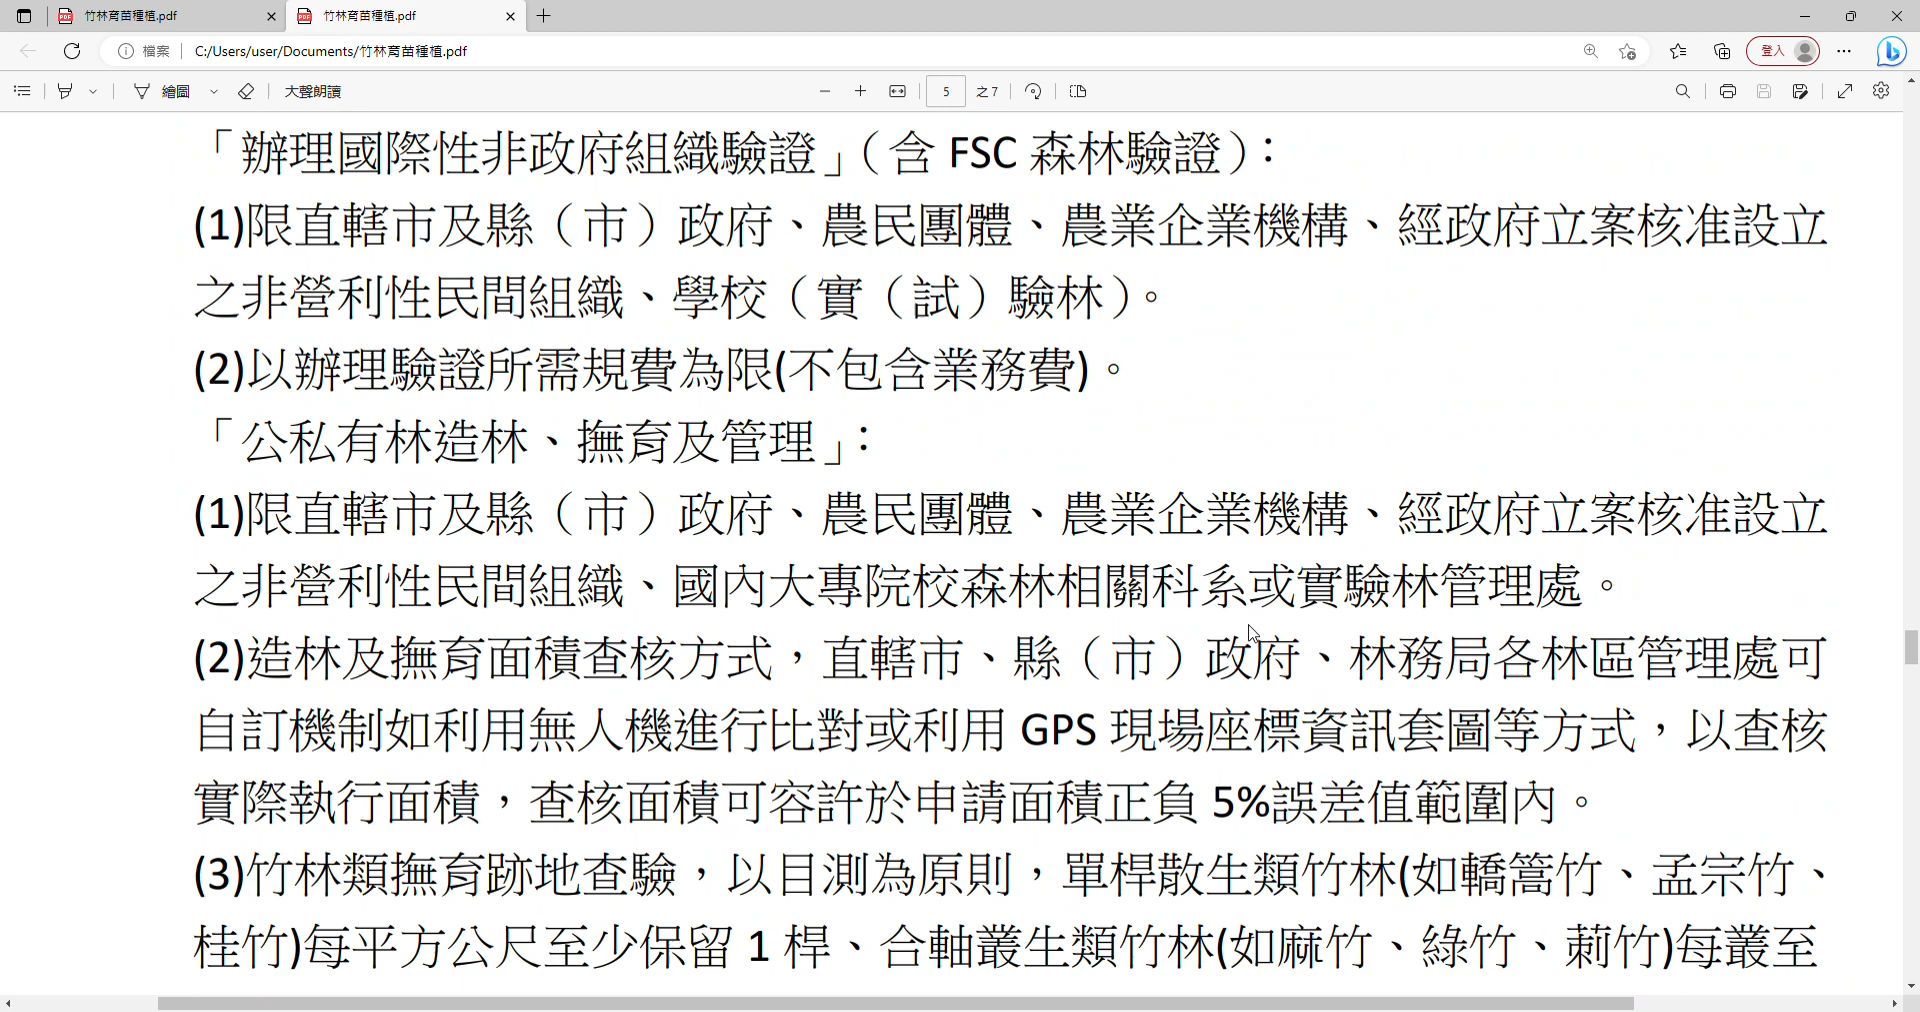 竹林育苗種植.pdf
竹林育苗種植.pdf
檔案 C:/Users/user/Documents/竹林育苗種植.pdf
登入
繪圖 大聲朗讀 5 之 7
「辦理國際性非政府組織驗證」（含 FSC 森林驗證）：
(1)限直轄市及縣（市）政府、農民團體、農業企業機構、經政府立案核准設立
之非營利性民間組織、學校（實（試）驗林）。
(2)以辦理驗證所需規費為限(不包含業務費)。
「公私有林造林、撫育及管理」：
(1)限直轄市及縣（市）政府、農民團體、農業企業機構、經政府立案核准設立
之非營利性民間組織、國內大專院校森林相關科系或實驗林管理處。
(2)造林及撫育面積查核方式，直轄市、縣（市）政府、林務局各林區管理處可
自訂機制如利用無人機進行比對或利用 GPS 現場座標資訊套圖等方式，以查核
實際執行面積，查核面積可容許於申請面積正負 5%誤差值範圍內。
(3)竹林類撫育跡地查驗，以目測為原則，單桿散生類竹林(如轎篙竹、孟宗竹、
桂竹)每平方公尺至少保留 1 桿、合軸叢生類竹林(如麻竹、綠竹、莿竹)每叢至